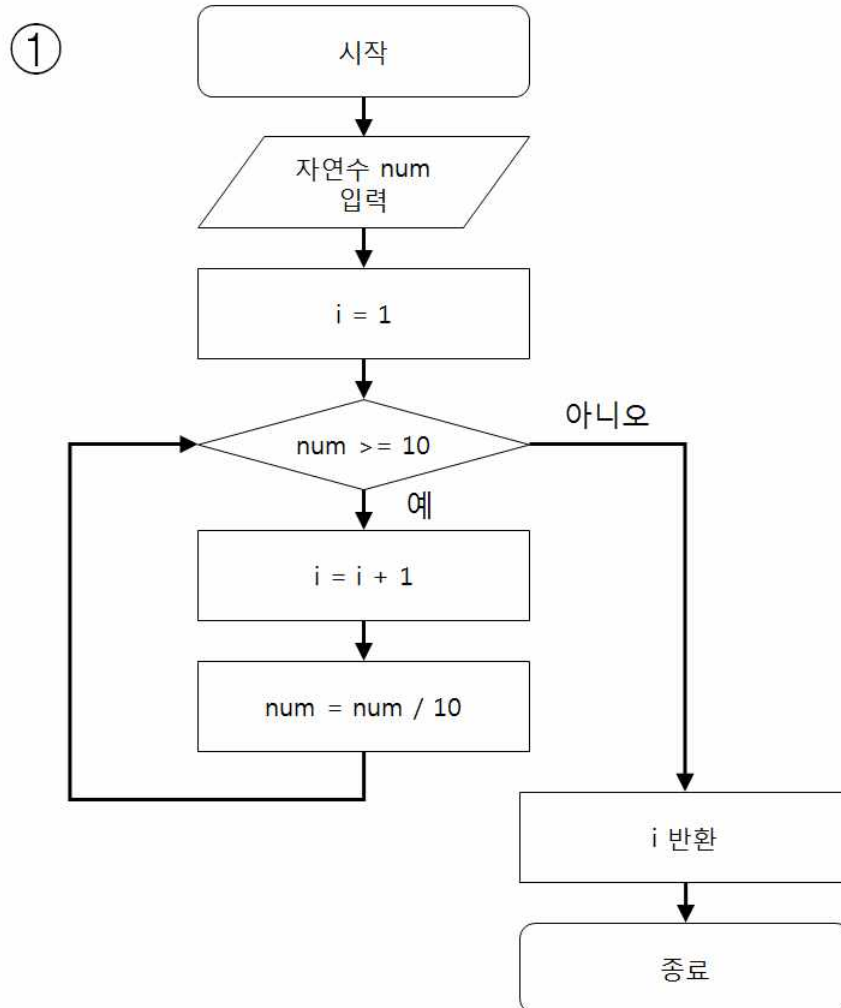 ①
시작
자연수 num
입력
i = 1
num >= 10
아니오
예
i = i + 1
num = num / 10
i 반환
종료